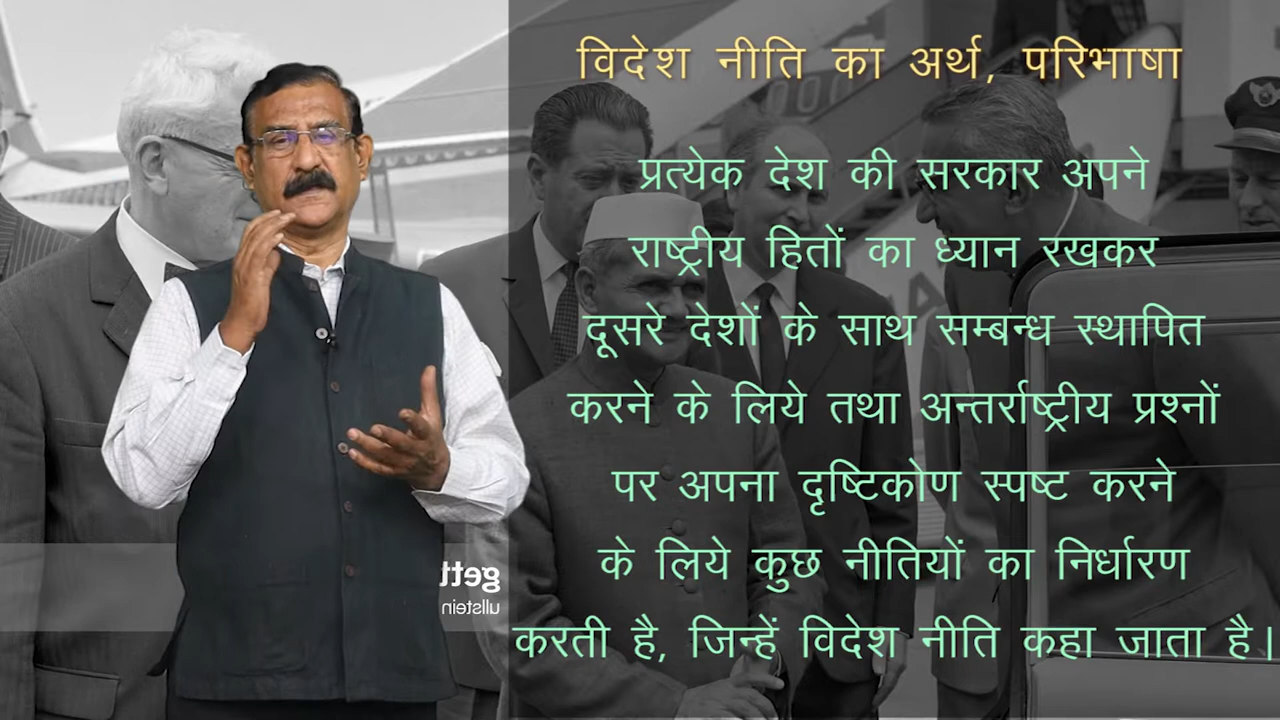 विदेश नीति का अर्थ, परिभाषा
प्रत्येक देश की सरकार अपने
राष्ट्रीय हितों का ध्यान रखकर
दूसरे देशों के साथ सम्बन्ध स्थापित
करने के लिये तथा अन्तर्राष्ट्रीय प्रश्नों
पर अपना दृष्टिकोण स्पष्ट करने
के लिये कुछ नीतियों का निर्धारण
करती है, जिन्हें विदेश नीति कहा जाता है।
gett
ullstein